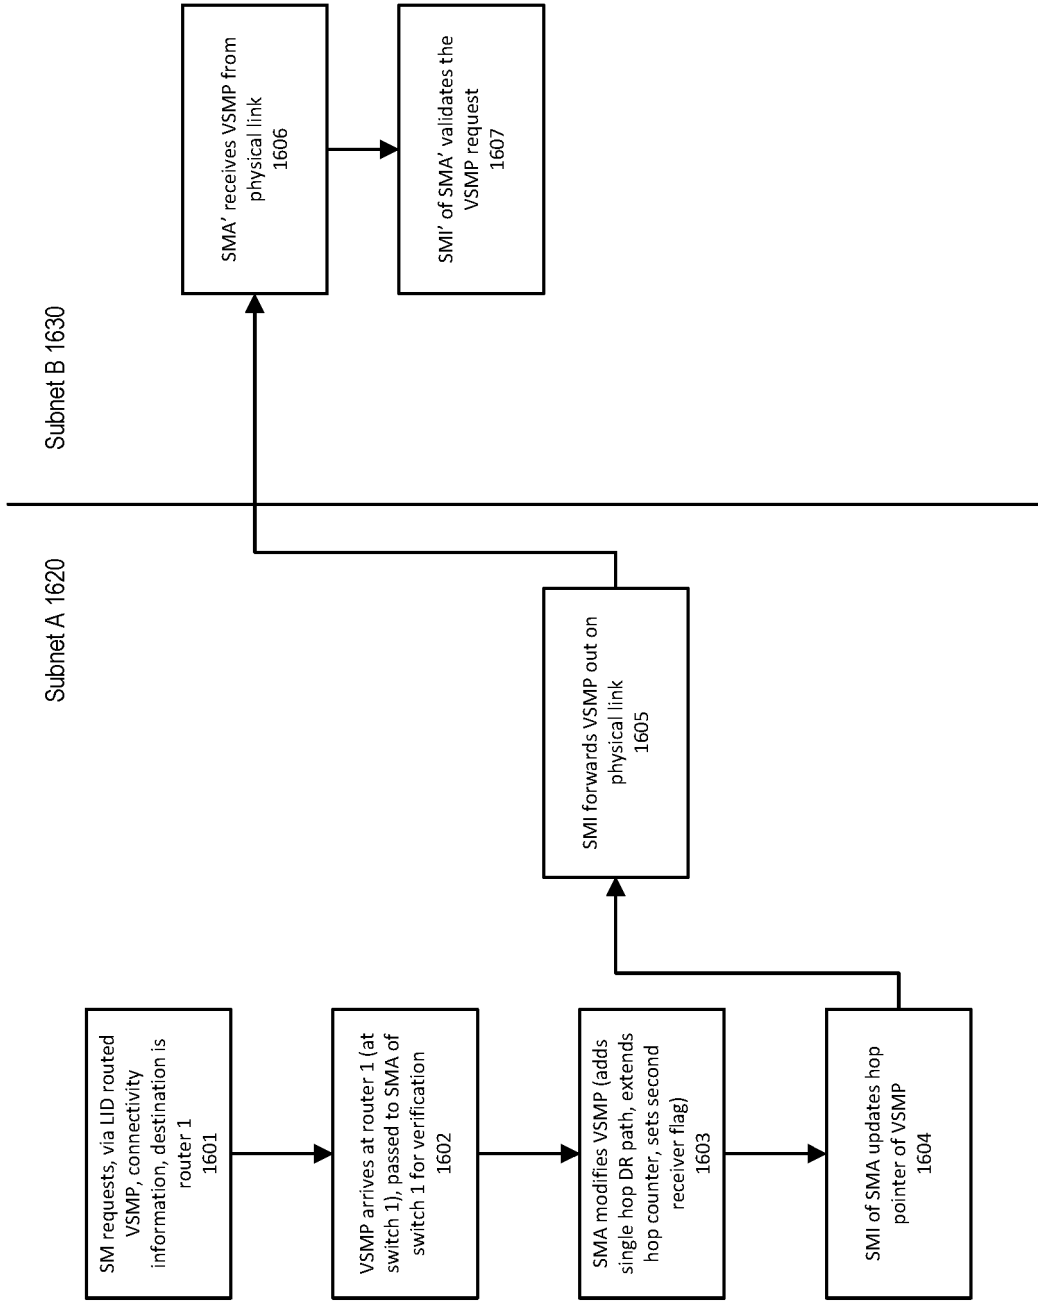 Subnet A 1620
Subnet B 1630
SM requests, via LID routed
VSMP, connectivity
information, destination is
router 1
1601
VSMP arrives at router 1 (at
switch 1), passed to SMA of
switch 1 for verification
1602
SMA modifies VSMP (adds
single hop DR path, extends
hop counter, sets second
receiver flag)
1603
SMI of SMA updates hop
pointer of VSMP
1604
SMI forwards VSMP out on
physical link
1605
SMA’ receives VSMP from
physical link
1606
SMI’ of SMA’ validates the
VSMP request
1607